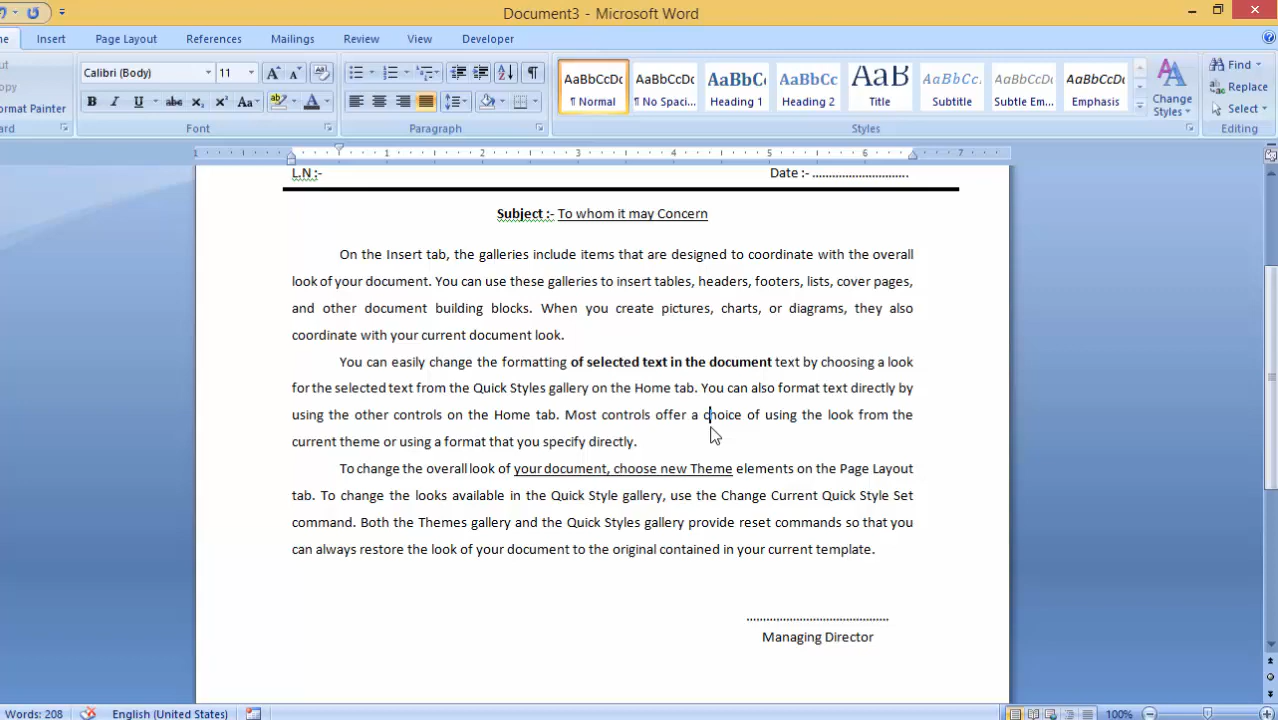 Document3 - Microsoft Word
Insert Page Layout References Mailings Review View Developer
Calibri (Body) 11
Find
Replace
Select
Format Painter
AaBbCcDc AaBbCcDc AaBbC AaBbCc AaB AaBbCc. AaBbCcDc AaBbCcDc
¶ Normal ¶ No Spaci... Heading 1 Heading 2 Title Subtitle Subtle Em... Emphasis
Change Styles
Font Paragraph Styles Editing
1 1 2 3 4 5 6 7
L.N :- Date :- ............................
Subject :- To whom it may Concern
On the Insert tab, the galleries include items that are designed to coordinate with the overall
look of your document. You can use these galleries to insert tables, headers, footers, lists, cover pages,
and other document building blocks. When you create pictures, charts, or diagrams, they also
coordinate with your current document look.
You can easily change the formatting of selected text in the document text by choosing a look
for the selected text from the Quick Styles gallery on the Home tab. You can also format text directly by
using the other controls on the Home tab. Most controls offer a choice of using the look from the
current theme or using a format that you specify directly.
To change the overall look of your document, choose new Theme elements on the Page Layout
tab. To change the looks available in the Quick Style gallery, use the Change Current Quick Style Set
command. Both the Themes gallery and the Quick Styles gallery provide reset commands so that you
can always restore the look of your document to the original contained in your current template.
............................................
Managing Director
Words: 208 English (United States) 100%